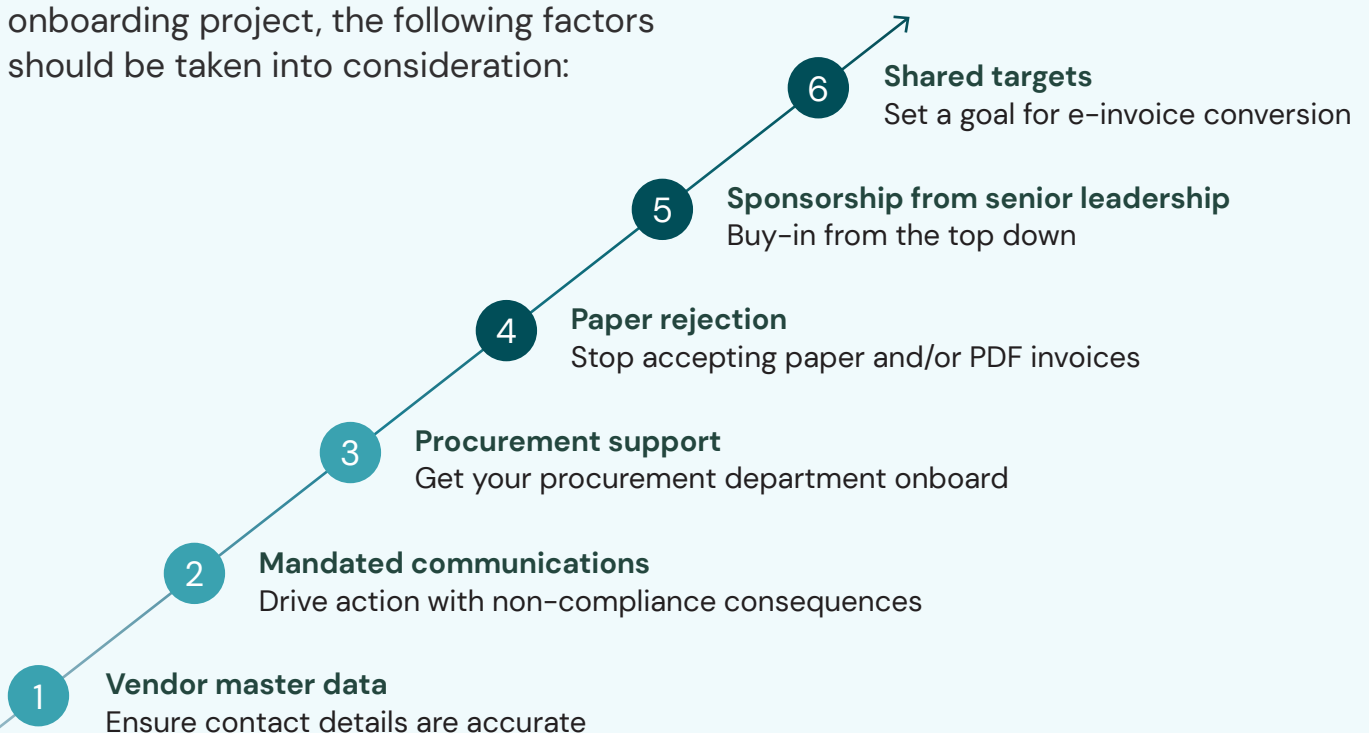 onboarding project, the following factors
should be taken into consideration:
6
Shared targets
Set a goal for e-invoice conversion
5
Sponsorship from senior leadership
Buy-in from the top down
4
Paper rejection
Stop accepting paper and/or PDF invoices
3
Procurement support
Get your procurement department onboard
2
Mandated communications
Drive action with non-compliance consequences
1
Vendor master data
Ensure contact details are accurate